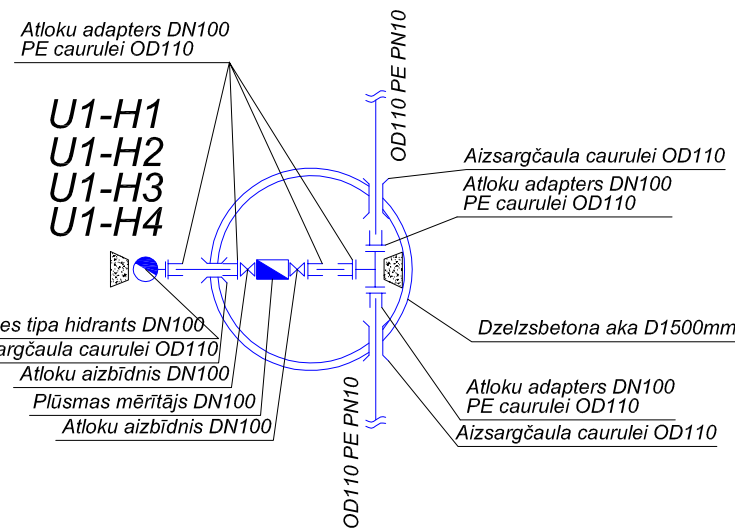 Atloku adapters DN100
PE caurulei OD110
U1-H1
U1-H2
U1-H3
U1-H4
OD110 PE PN10
Aizsargčaula caurulei OD110
Atloku adapters DN100
PE caurulei OD110
Dzelzsbetona aka D1500mm
es tipa hidrants DN100
argčaula caurulei OD110
Atloku aizbīdnis DN100
Plūsmas mērītājs DN100
Atloku aizbīdnis DN100
OD110 PE PN10
Atloku adapters DN100
PE caurulei OD110
Aizsargčaula caurulei OD110